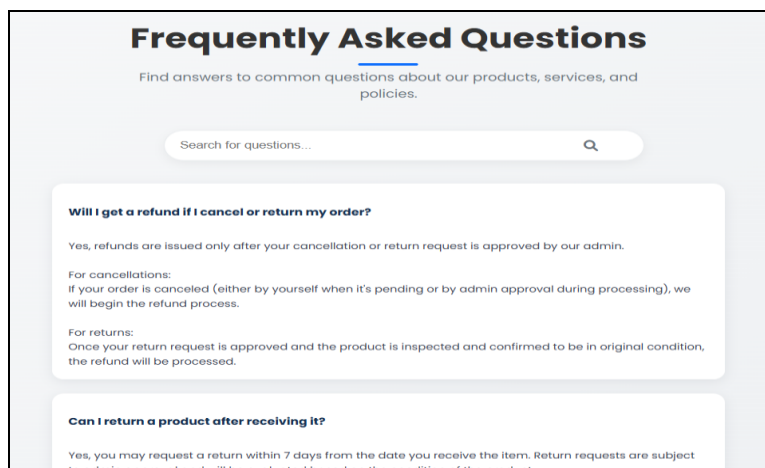 Frequently Asked Questions
Find answers to common questions about our products, services, and
policies.
Search for questions...
Will I get a refund if I cancel or return my order?
Yes, refunds are issued only after your cancellation or return request is approved by our admin.
For cancellations:
If your order is canceled (either by yourself when it's pending or by admin approval during processing), we
will begin the refund process.
For returns:
Once your return request is approved and the product is inspected and confirmed to be in original condition,
the refund will be processed.
Can I return a product after receiving it?
Yes, you may request a return within 7 days from the date you receive the item. Return requests are subject